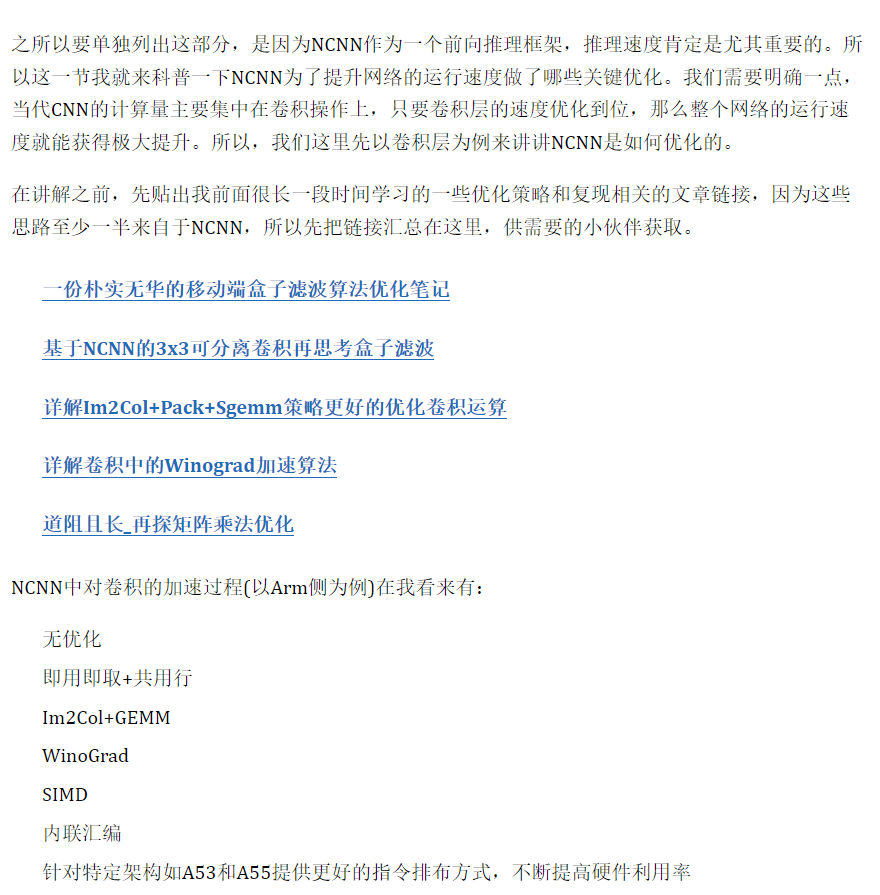 之所以要单独列出这部分，是因为NCNN作为一个前向推理框架，推理速度肯定是尤其重要的。所
以这一节我就来科普一下NCNN为了提升网络的运行速度做了哪些关键优化。我们需要明确一点，
当代CNN的计算量主要集中在卷积操作上，只要卷积层的速度优化到位，那么整个网络的运行速
度就能获得极大提升。所以，我们这里先以卷积层为例来讲讲NCNN是如何优化的。
在讲解之前，先贴出我前面很长一段时间学习的一些优化策略和复现相关的文章链接，因为这些
思路至少一半来自于NCNN，所以先把链接汇总在这里，供需要的小伙伴获取。
一份朴实无华的移动端盒子滤波算法优化笔记
基于NCNN的3x3可分离卷积再思考盒子滤波
详解Im2Col+Pack+Sgemm策略更好的优化卷积运算
详解卷积中的Winograd加速算法
道阻且长_再探矩阵乘法优化
NCNN中对卷积的加速过程(以Arm侧为例)在我看来有：
无优化
即用即取+共用行
Im2Col+GEMM
WinoGrad
SIMD
内联汇编
针对特定架构如A53和A55提供更好的指令排布方式，不断提高硬件利用率